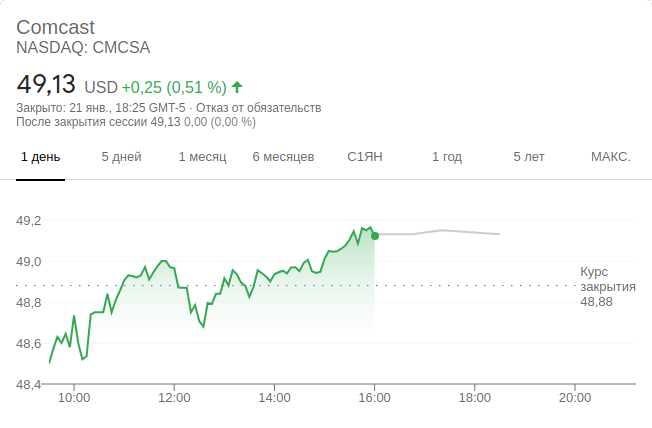 Comcast
NASDAQ: CMCSA
49,13 USD +0,25 (0,51 %)
Закрыто: 21 янв., 18:25 GMT-5 · Отказ от обязательств
После закрытия сессии 49,13 0,00 (0,00 %)
1 день 5 дней 1 месяц 6 месяцев С1ЯН 1 год 5 лет МАКС.
49,2
49,0
48,8
48,6
48,4
Курс
закрытия
48,88
10:00 12:00 14:00 16:00 18:00 20:00